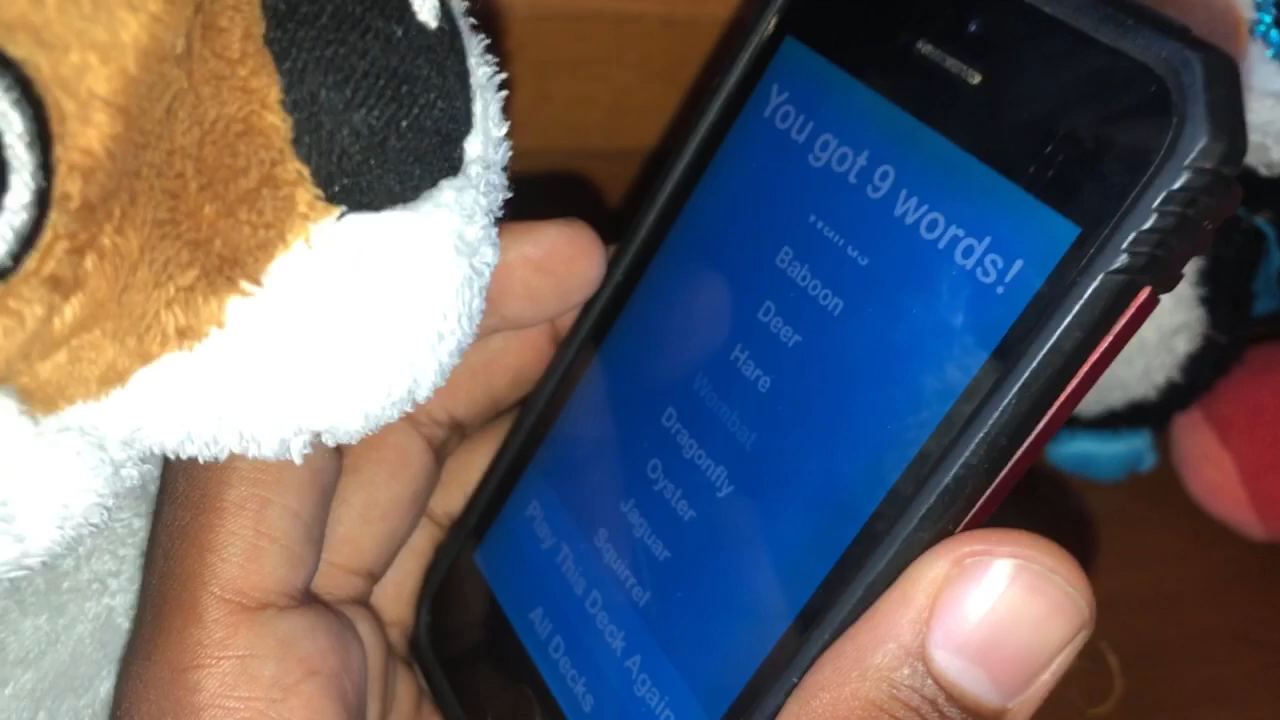 You got 9 words!
Baboon
Deer
Hare
Wombat
Dragonfly
Oyster
Jaguar
Squirrel
Play This Deck Again
All Decks